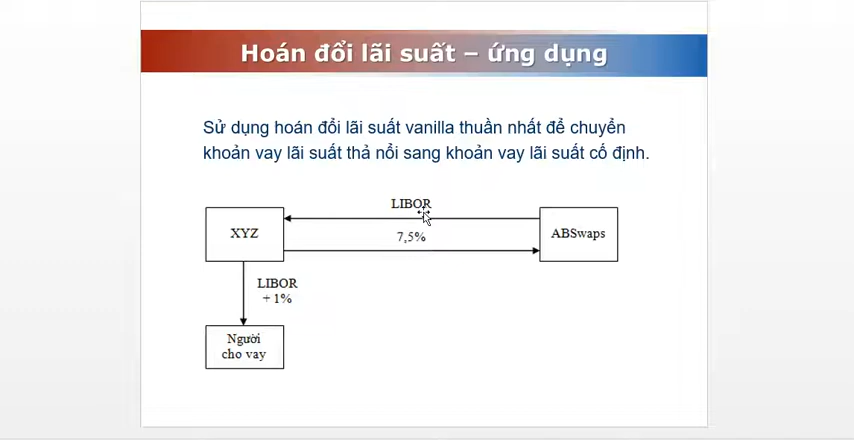 Hoán đổi lãi suất – ứng dụng
Sử dụng hoán đổi lãi suất vanilla thuần nhất để chuyển
khoản vay lãi suất thả nổi sang khoản vay lãi suất cố định.
LIBOR
XYZ
7,5%
ABSwaps
LIBOR
+ 1%
Người
cho vay